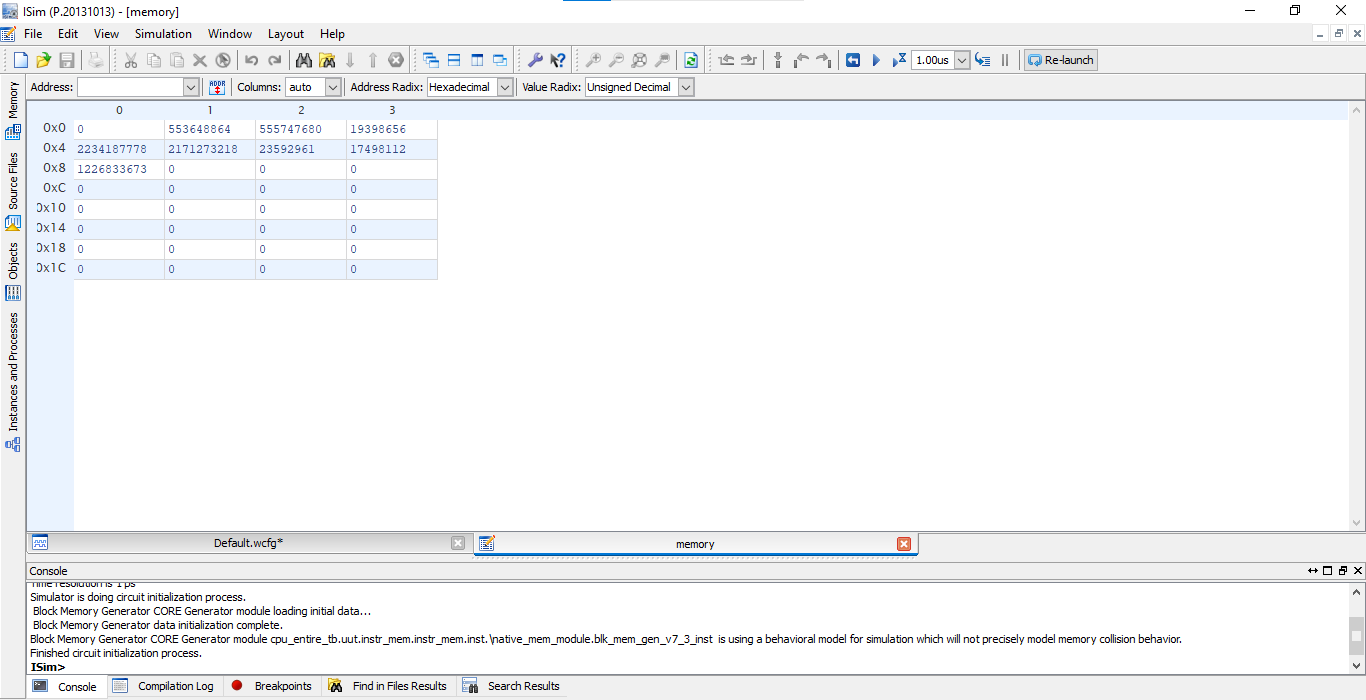 ISim (P.20131013) - [memory]
File Edit View Simulation Window Layout Help
1.00us Re-launch
Address: ADDR Columns: auto Address Radix: Hexadecimal Value Radix: Unsigned Decimal
Memory
Source Files
Objects
Instances and Processes
0 1 2 3
0x0 0 553648864 555747680 19398656
0x4 2234187778 2171273218 23592961 17498112
0x8 1226833673 0 0 0
0xC 0 0 0 0
0x10 0 0 0 0
0x14 0 0 0 0
0x18 0 0 0 0
0x1C 0 0 0 0
Default.wcfg* memory
Console
Time resolution is 1 ps
Simulator is doing circuit initialization process.
Block Memory Generator CORE Generator module loading initial data...
Block Memory Generator data initialization complete.
Block Memory Generator CORE Generator module cpu_entire_tb.uut.instr_mem.instr_mem.inst.\native_mem_module.blk_mem_gen_v7_3_inst is using a behavioral model for simulation which will not precisely model memory collision behavior.
Finished circuit initialization process.
ISim>
Console Compilation Log Breakpoints Find in Files Results Search Results